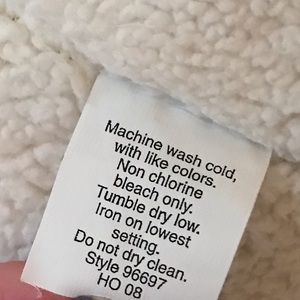 Machine wash cold,
with like colors.
Non chlorine
bleach only.
Tumble dry low.
Iron on lowest
setting.
Do not dry clean.
Style 96697
HO 08